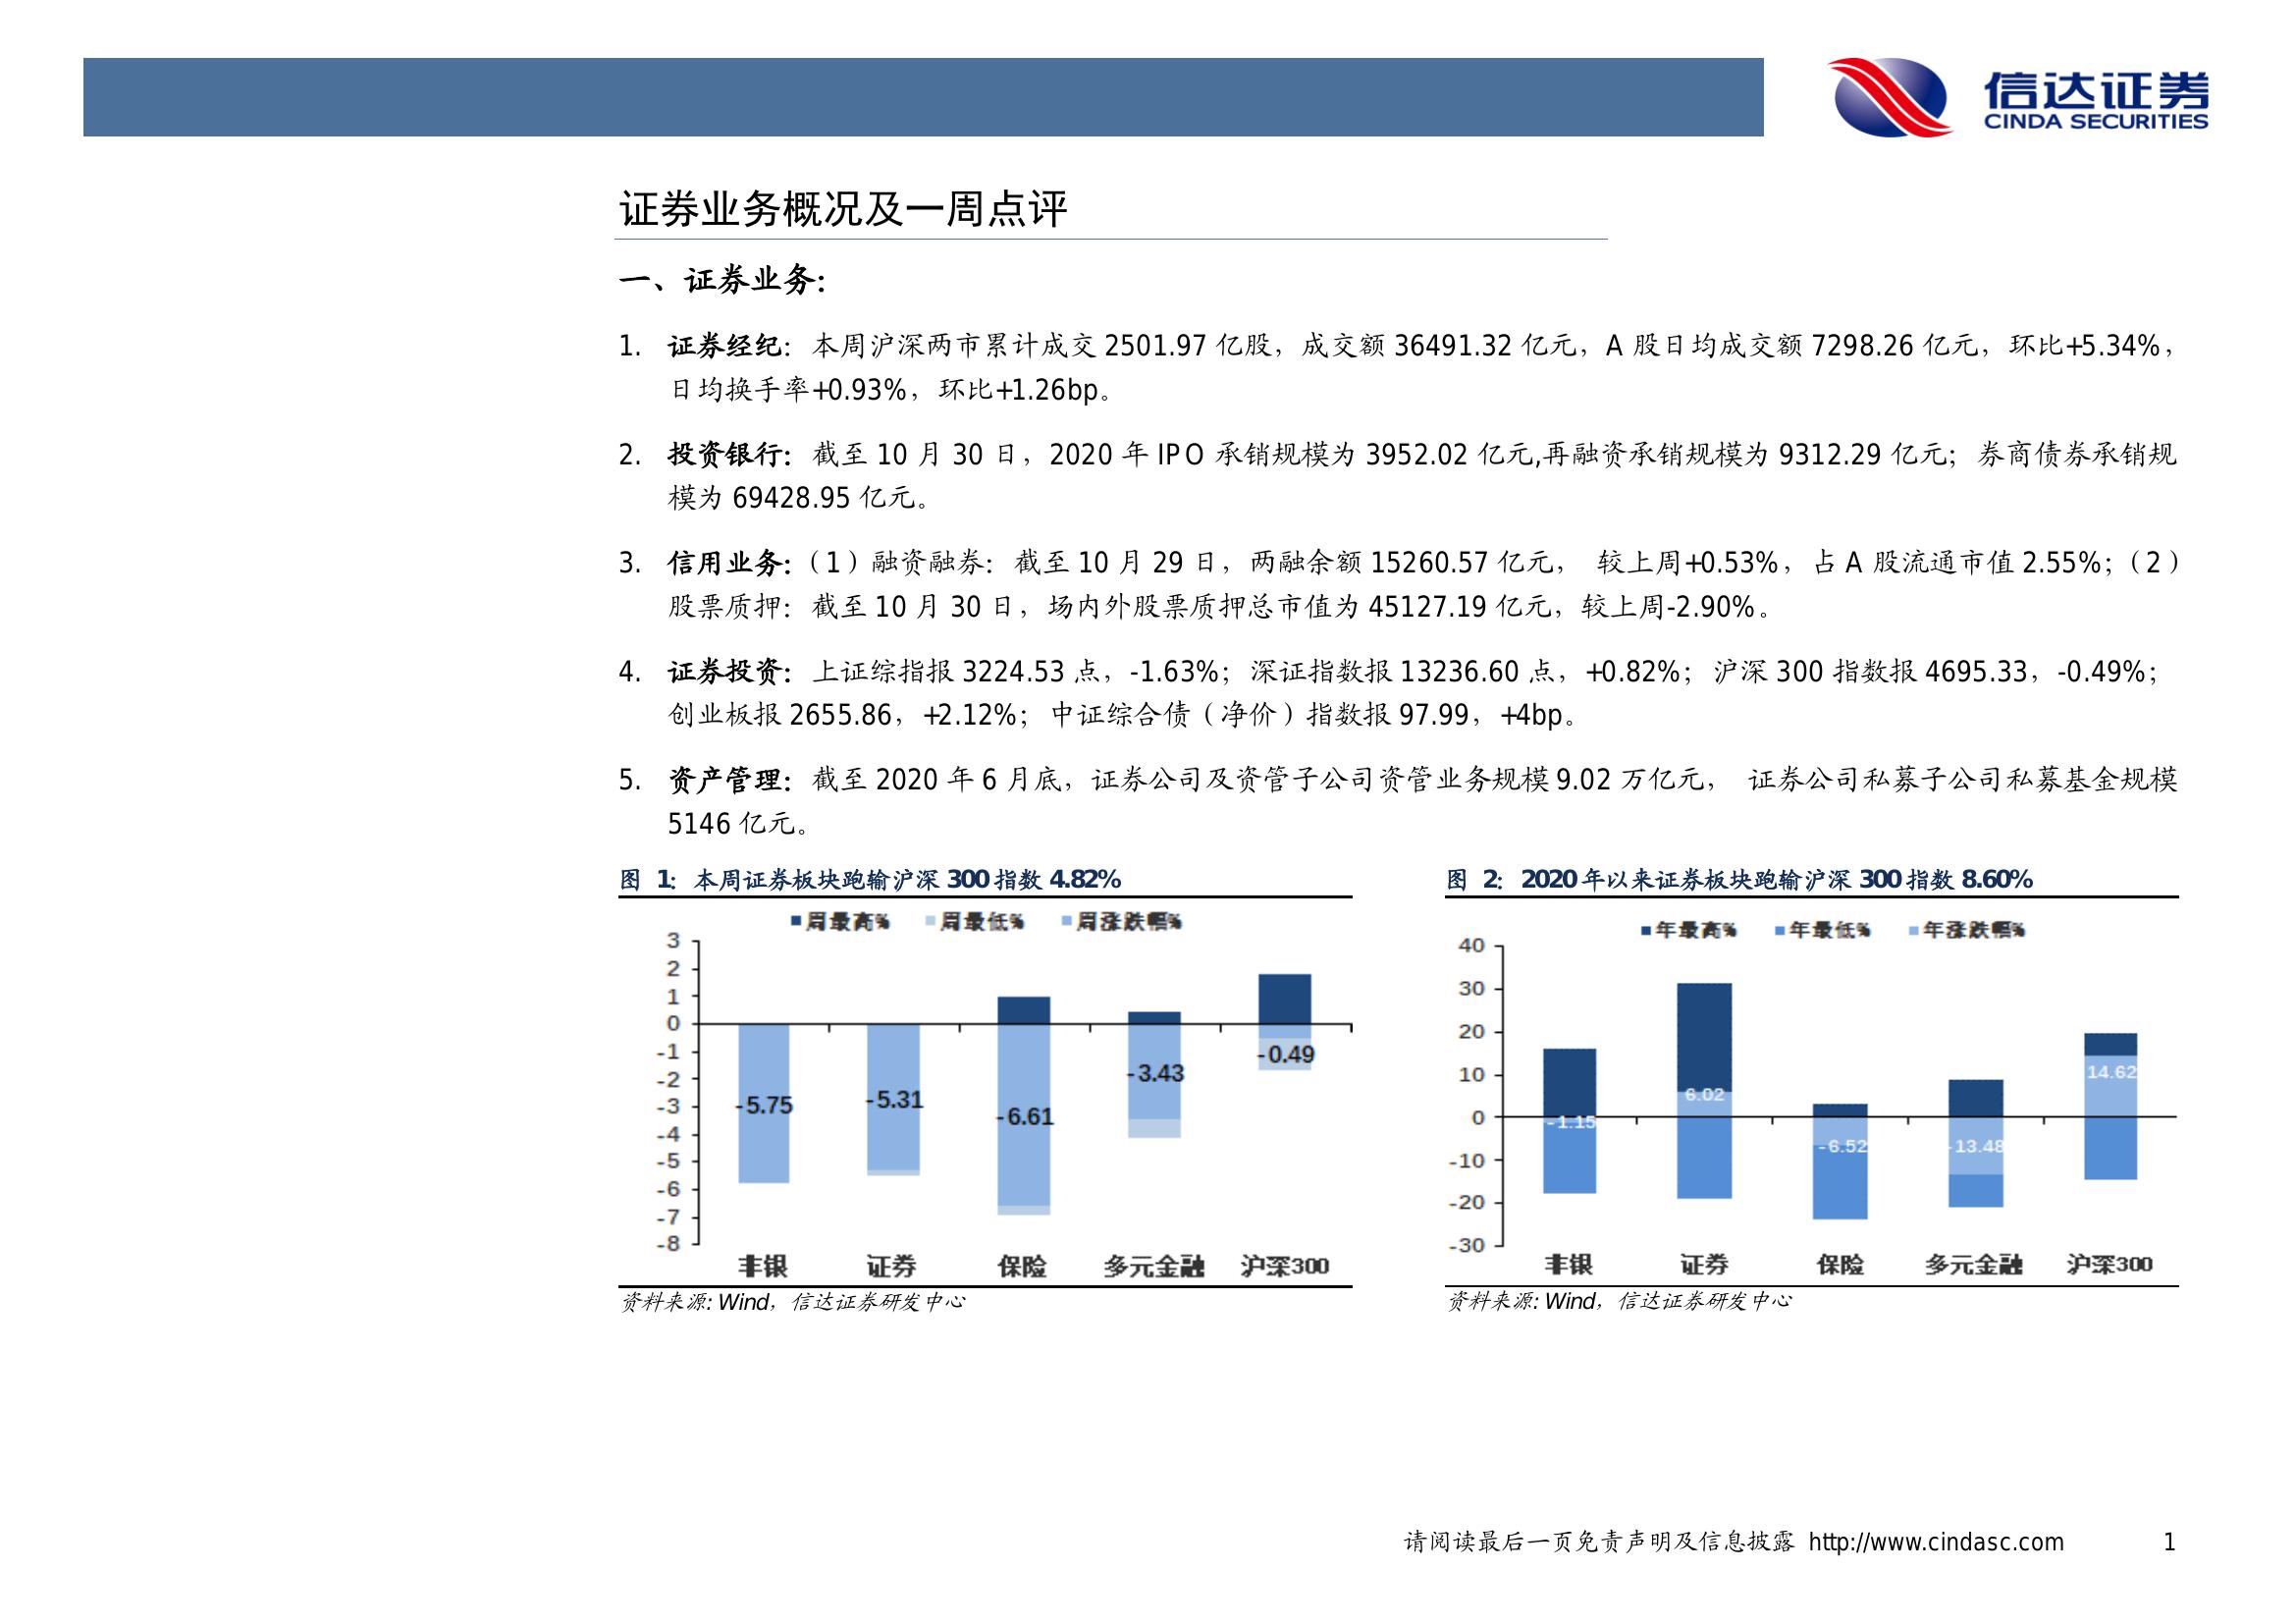 信达证券
CINDA SECURITIES
证券业务概况及一周点评
一、证券业务:
1. 证券经纪：本周沪深两市累计成交 2501.97 亿股，成交额 36491.32 亿元，A 股日均成交额 7298.26 亿元，环比+5.34%，
日均换手率+0.93%，环比+1.26bp。
2. 投资银行：截至 10 月 30 日，2020 年 IPO 承销规模为 3952.02 亿元,再融资承销规模为 9312.29 亿元；券商债券承销规
模为 69428.95 亿元。
3. 信用业务:（1）融资融券：截至 10 月 29 日，两融余额 15260.57 亿元， 较上周+0.53%，占 A 股流通市值 2.55%；（2）
股票质押：截至 10 月 30 日，场内外股票质押总市值为 45127.19 亿元，较上周-2.90%。
4. 证券投资：上证综指报 3224.53 点，-1.63%；深证指数报 13236.60 点，+0.82%；沪深 300 指数报 4695.33，-0.49%；
创业板报 2655.86，+2.12%；中证综合债（净价）指数报 97.99，+4bp。
5. 资产管理：截至 2020 年 6 月底，证券公司及资管子公司资管业务规模 9.02 万亿元， 证券公司私募子公司私募基金规模
5146 亿元。
图 1：本周证券板块跑输沪深 300 指数 4.82%
周最高% 周最低% 周涨跌幅%
3
2
1
0
-1
-2
-3
-4
-5
-6
-7
-8
-5.75
-5.31
-6.61
-3.43
-0.49
非银 证券 保险 多元金融 沪深300
资料来源: Wind，信达证券研发中心
图 2：2020 年以来证券板块跑输沪深 300 指数 8.60%
年最高% 年最低% 年涨跌幅%
40
30
20
10
0
-10
-20
-30
-1.15
6.02
-6.52
-13.48
14.62
非银 证券 保险 多元金融 沪深300
资料来源: Wind，信达证券研发中心
请阅读最后一页免责声明及信息披露 http://www.cindasc.com 1